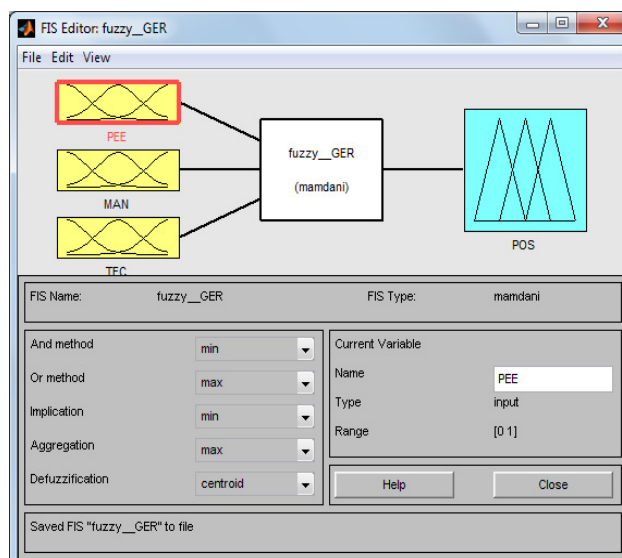 FIS Editor: fuzzy__GER
File Edit View
PEE
MAN
TEC
fuzzy__GER
(mamdani)
POS
FIS Name: fuzzy__GER FIS Type: mamdani
And method min
Or method max
Implication min
Aggregation max
Defuzzification centroid
Current Variable
Name PEE
Type input
Range [0 1]
Help Close
Saved FIS "fuzzy__GER" to file